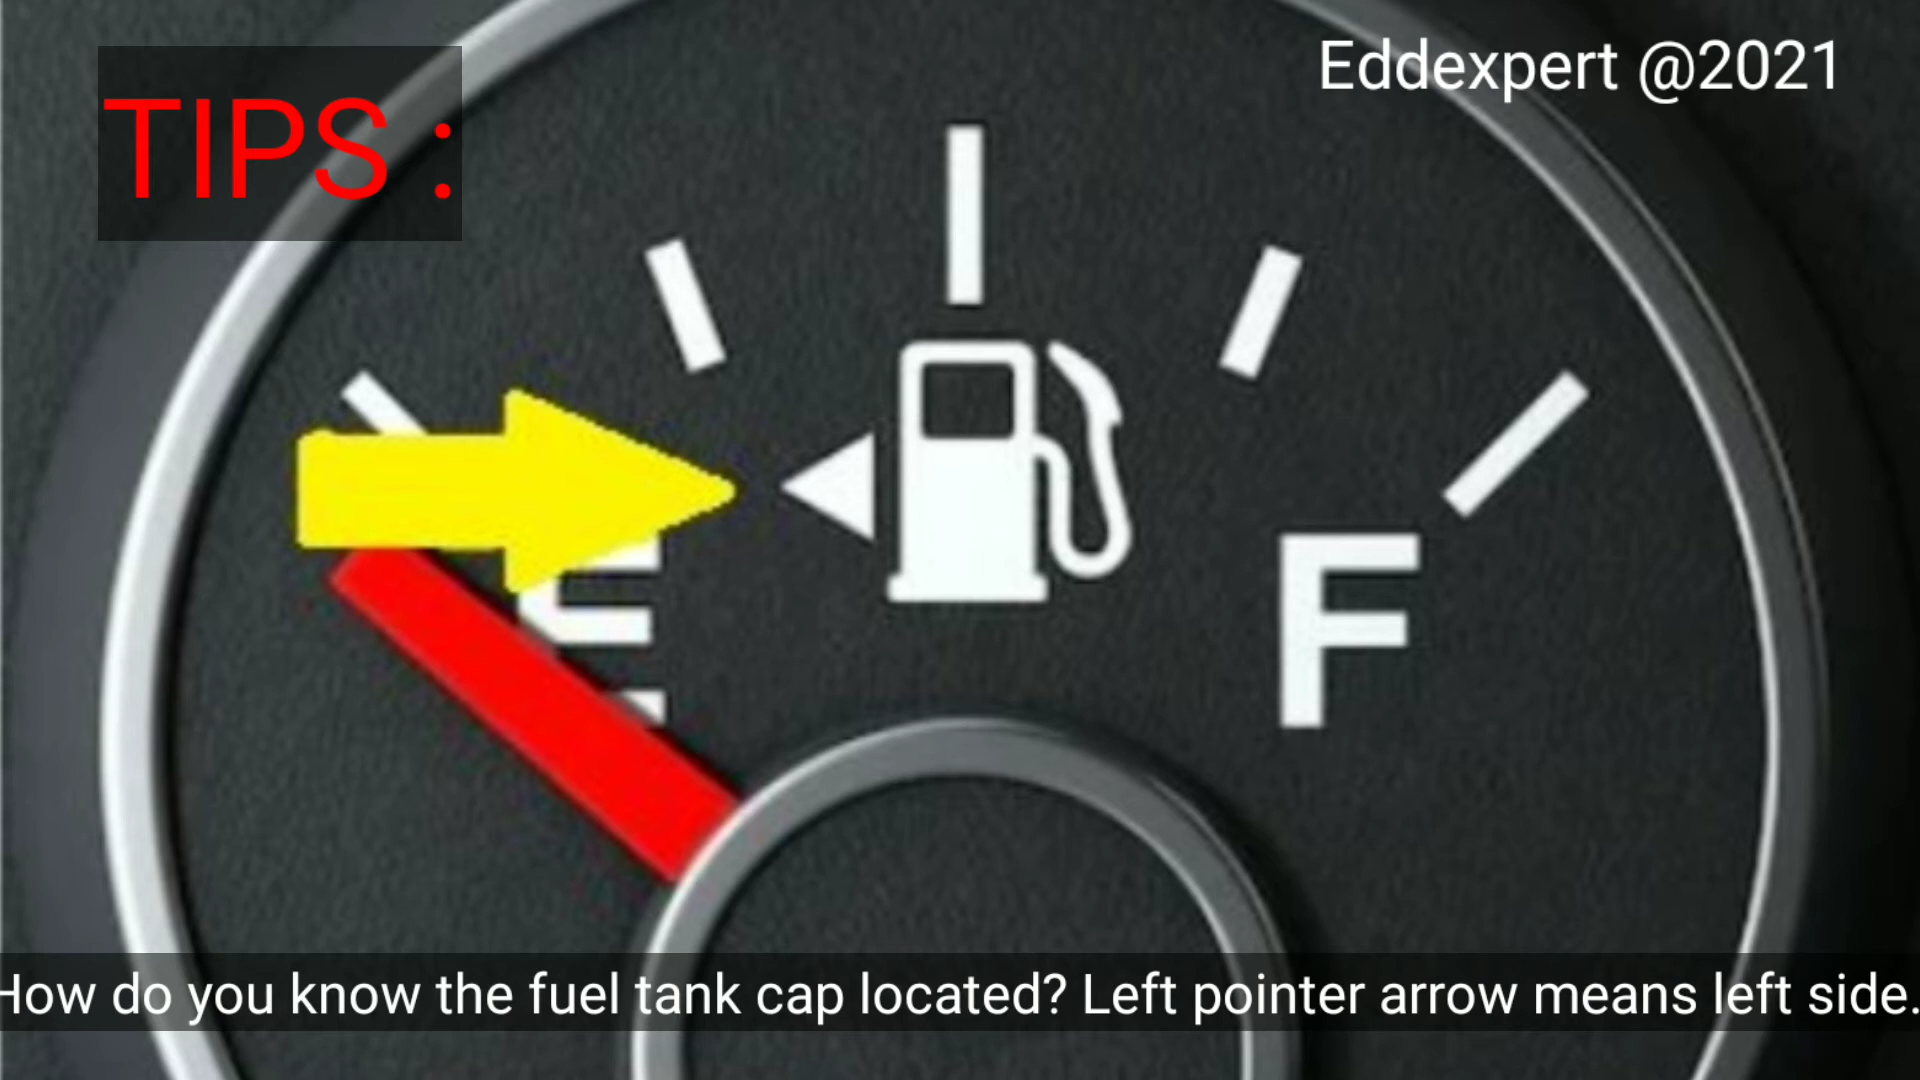 Eddexpert @2021
TIPS :
E
F
How do you know the fuel tank cap located? Left pointer arrow means left side.